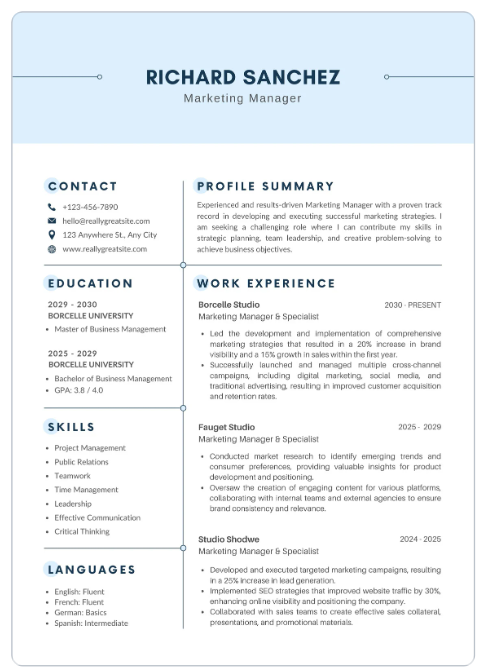 RICHARD SANCHEZ
Marketing Manager
CONTACT
+123-456-7890
hello@reallygreatsite.com
123 Anywhere St., Any City
www.reallygreatsite.com
EDUCATION
2029 - 2030
BORCELLE UNIVERSITY
• Master of Business Management
2025 - 2029
BORCELLE UNIVERSITY
• Bachelor of Business Management
• GPA: 3.8 / 4.0
SKILLS
• Project Management
• Public Relations
• Teamwork
• Time Management
• Leadership
• Effective Communication
• Critical Thinking
LANGUAGES
• English: Fluent
• French: Fluent
• German: Basics
• Spanish: Intermediate
PROFILE SUMMARY
Experienced and results-driven Marketing Manager with a proven track
record in developing and executing successful marketing strategies. I
am seeking a challenging role where I can contribute my skills in
strategic planning, team leadership, and creative problem-solving to
achieve business objectives.
WORK EXPERIENCE
Borcelle Studio 2030 - PRESENT
Marketing Manager & Specialist
• Led the development and implementation of comprehensive
marketing strategies that resulted in a 20% increase in brand
visibility and a 15% growth in sales within the first year.
• Successfully launched and managed multiple cross-channel
campaigns, including digital marketing, social media, and
traditional advertising, resulting in improved customer acquisition
and retention rates.
Fauget Studio 2025 - 2029
Marketing Manager & Specialist
• Conducted market research to identify emerging trends and
consumer preferences, providing valuable insights for product
development and positioning.
• Oversaw the creation of engaging content for various platforms,
collaborating with internal teams and external agencies to ensure
brand consistency and relevance.
Studio Shodwe 2024 - 2025
Marketing Manager & Specialist
• Developed and executed targeted marketing campaigns, resulting
in a 25% increase in lead generation.
• Implemented SEO strategies that improved website traffic by 30%,
enhancing online visibility and positioning the company.
• Collaborated with sales teams to create effective sales collateral,
presentations, and promotional materials.